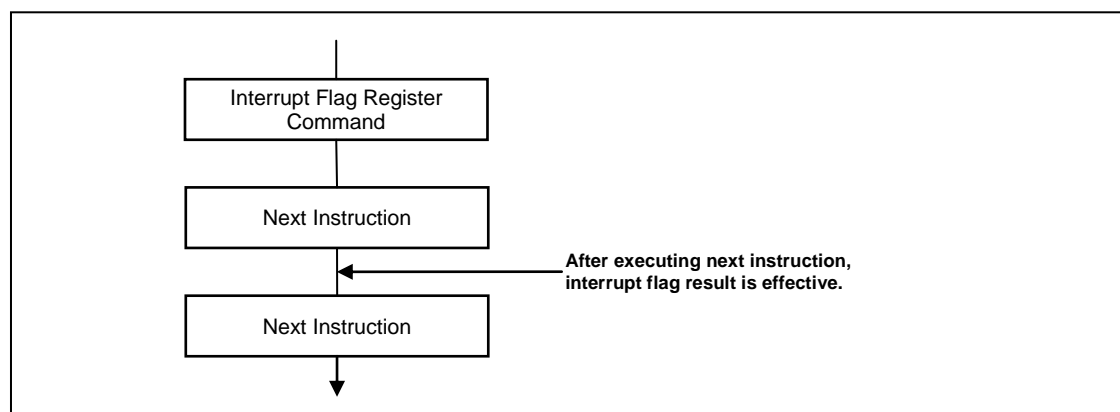 Interrupt Flag Register
Command
Next Instruction
After executing next instruction,
interrupt flag result is effective.
Next Instruction